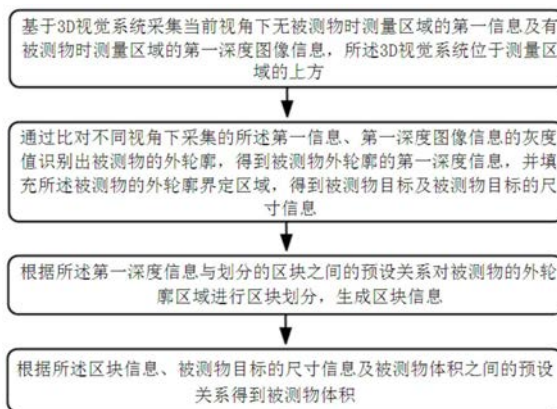 基于3D视觉系统采集当前视角下无被测物时测量区域的第一信息及有
被测物时测量区域的第一深度图像信息，所述3D视觉系统位于测量区
域的上方
通过比对不同视角下采集的所述第一信息、第一深度图像信息的灰度
值识别出被测物的外轮廓，得到被测物外轮廓的第一深度信息，并填
充所述被测物的外轮廓界定区域，得到被测物目标及被测物目标的尺
寸信息
根据所述第一深度信息与划分的区块之间的预设关系对被测物的外轮
廓区域进行区块划分，生成区块信息
根据所述区块信息、被测物目标的尺寸信息及被测物体积之间的预设
关系得到被测物体积